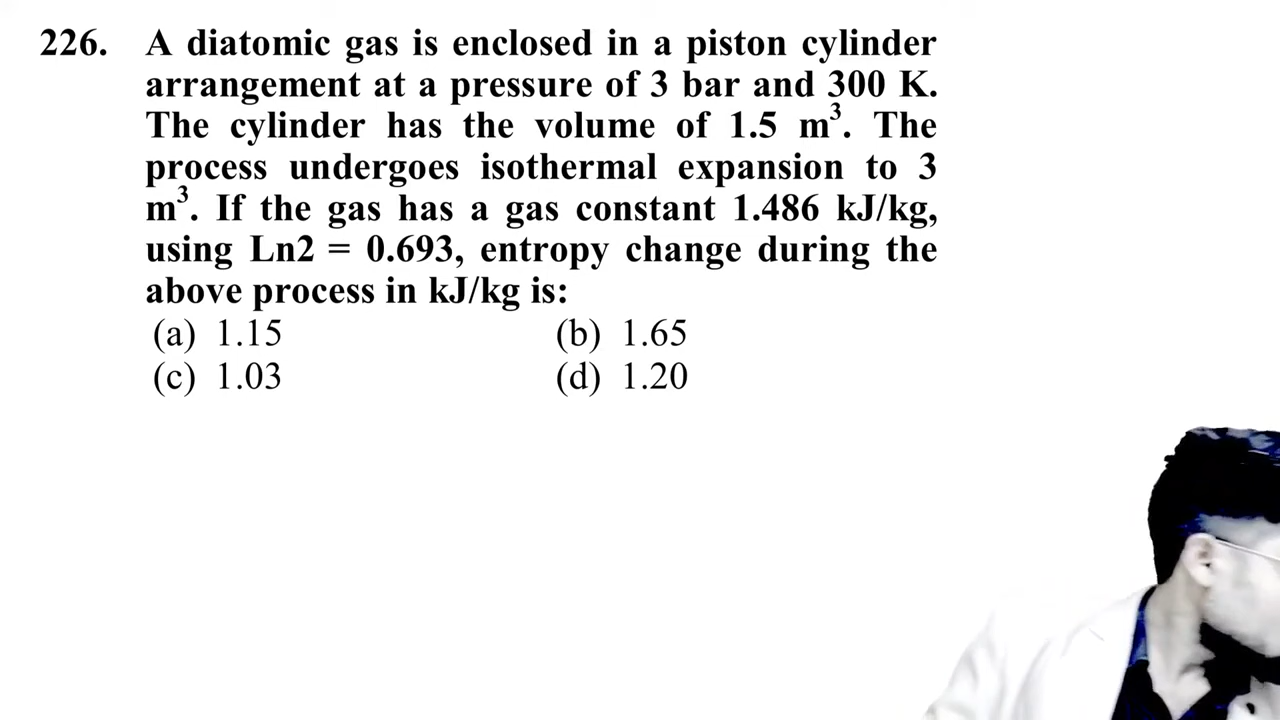 226. A diatomic gas is enclosed in a piston cylinder
arrangement at a pressure of 3 bar and 300 K.
The cylinder has the volume of 1.5 m³. The
process undergoes isothermal expansion to 3
m³. If the gas has a gas constant 1.486 kJ/kg,
using Ln2 = 0.693, entropy change during the
above process in kJ/kg is:
(a) 1.15 (b) 1.65
(c) 1.03 (d) 1.20